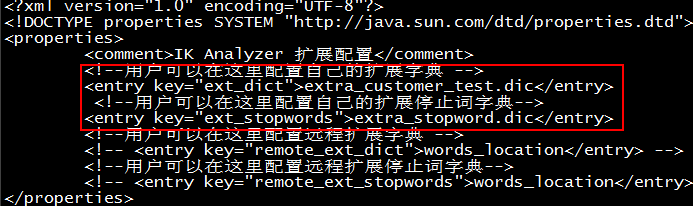 <?xml version="1.0" encoding="UTF-8"?>
<!DOCTYPE properties SYSTEM "http://java.sun.com/dtd/properties.dtd">
<properties>
<comment>IK Analyzer 扩展配置</comment>
<!--用户可以在这里配置自己的扩展字典 -->
<entry key="ext_dict">extra_customer_test.dic</entry>
<!--用户可以在这里配置自己的扩展停止词字典-->
<entry key="ext_stopwords">extra_stopword.dic</entry>
<!--用户可以在这里配置远程扩展字典 -->
<!-- <entry key="remote_ext_dict">words_location</entry> -->
<!--用户可以在这里配置远程扩展停止词字典-->
<!-- <entry key="remote_ext_stopwords">words_location</entry> -->
</properties>